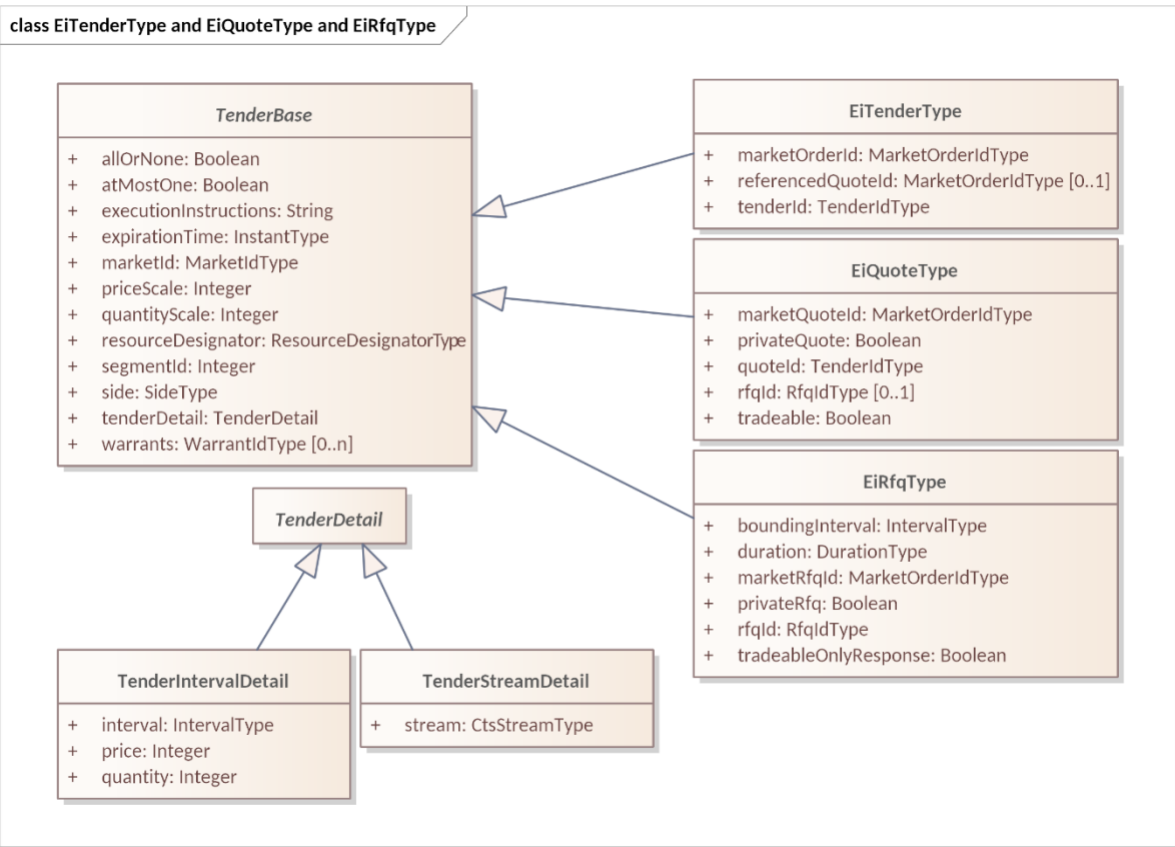 class EiTenderType and EiQuoteType and EiRfqType
TenderBase
+ allOrNone: Boolean
+ atMostOne: Boolean
+ executionInstructions: String
+ expirationTime: InstantType
+ marketId: MarketIdType
+ priceScale: Integer
+ quantityScale: Integer
+ resourceDesignator: ResourceDesignatorType
+ segmentId: Integer
+ side: SideType
+ tenderDetail: TenderDetail
+ warrants: WarrantIdType [0..n]
EiTenderType
+ marketOrderId: MarketOrderIdType
+ referencedQuoteId: MarketOrderIdType [0..1]
+ tenderId: TenderIdType
EiQuoteType
+ marketQuoteId: MarketOrderIdType
+ privateQuote: Boolean
+ quoteId: TenderIdType
+ rfqId: RfqIdType [0..1]
+ tradeable: Boolean
EiRfqType
+ boundingInterval: IntervalType
+ duration: DurationType
+ marketRfqId: MarketOrderIdType
+ privateRfq: Boolean
+ rfqId: RfqIdType
+ tradeableOnlyResponse: Boolean
TenderDetail
TenderIntervalDetail
+ interval: IntervalType
+ price: Integer
+ quantity: Integer
TenderStreamDetail
+ stream: CtsStreamType